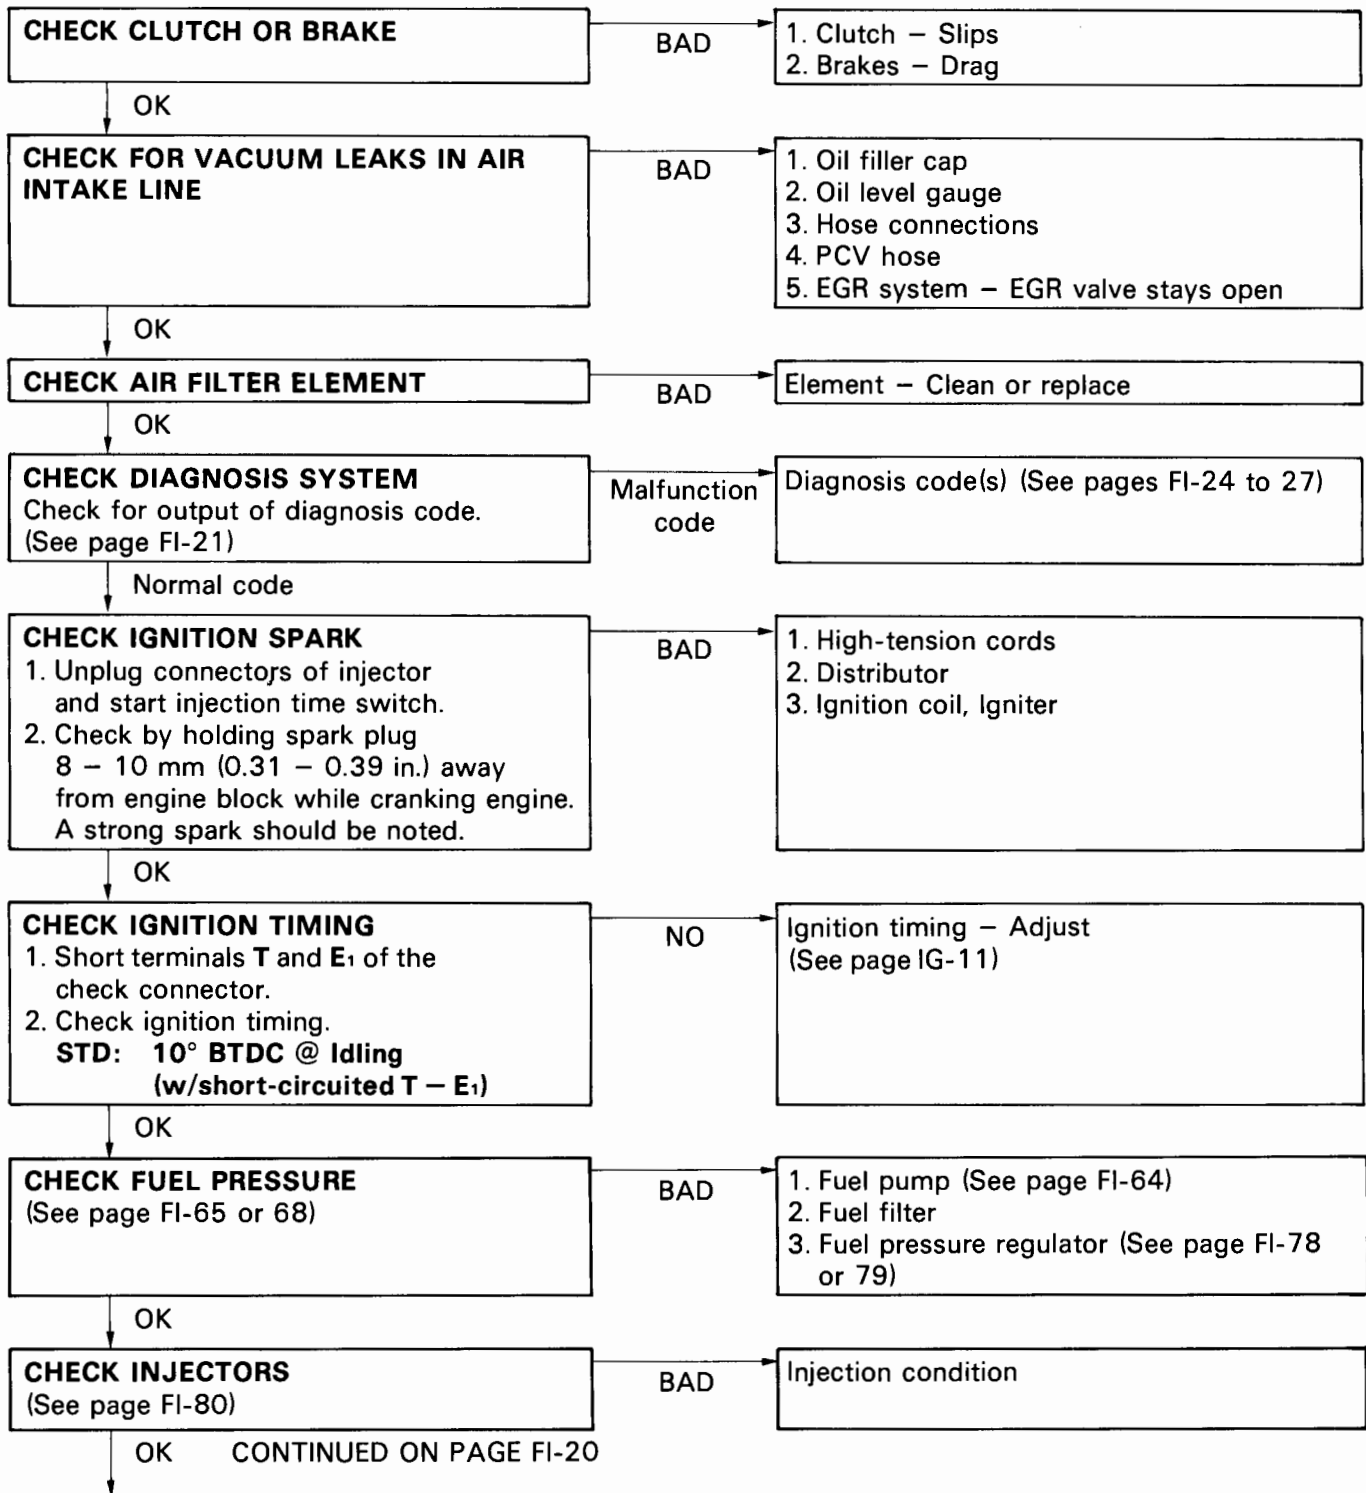 CHECK CLUTCH OR BRAKE
BAD
1. Clutch — Slips
2. Brakes — Drag
OK
CHECK FOR VACUUM LEAKS IN AIR
INTAKE LINE
BAD
1. Oil filler cap
2. Oil level gauge
3. Hose connections
4. PCV hose
5. EGR system — EGR valve stays open
OK
CHECK AIR FILTER ELEMENT
BAD
Element — Clean or replace
OK
CHECK DIAGNOSIS SYSTEM
Check for output of diagnosis code.
(See page FI-21)
Malfunction
code
Diagnosis code(s) (See pages FI-24 to 27)
Normal code
CHECK IGNITION SPARK
1. Unplug connectors of injector
and start injection time switch.
2. Check by holding spark plug
8 — 10 mm (0.31 — 0.39 in.) away
from engine block while cranking engine.
A strong spark should be noted.
BAD
1. High-tension cords
2. Distributor
3. Ignition coil, Igniter
OK
CHECK IGNITION TIMING
1. Short terminals T and E₁ of the
check connector.
2. Check ignition timing.
STD: 10° BTDC @ Idling
(w/short-circuited T — E₁)
NO
Ignition timing — Adjust
(See page IG-11)
OK
CHECK FUEL PRESSURE
(See page FI-65 or 68)
BAD
1. Fuel pump (See page FI-64)
2. Fuel filter
3. Fuel pressure regulator (See page FI-78
or 79)
OK
CHECK INJECTORS
(See page FI-80)
BAD
Injection condition
OK CONTINUED ON PAGE FI-20